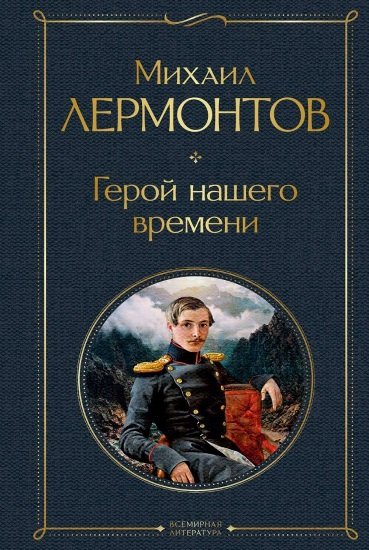 Михаил
ЛЕРМОНТОВ
Герой нашего
времени
ВСЕМИРНАЯ
ЛИТЕРАТУРА